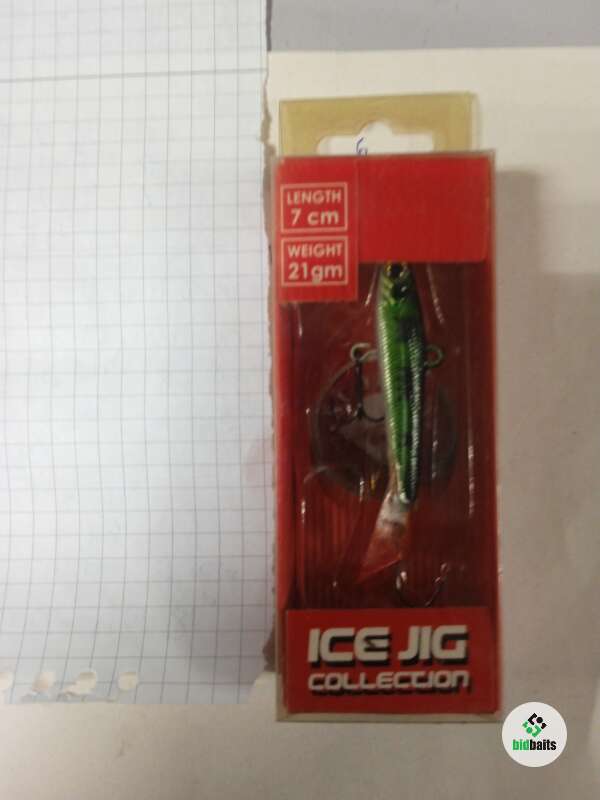 LENGTH
7 cm
WEIGHT
21gm
ICE JIG
COLLECTION
bidbaits